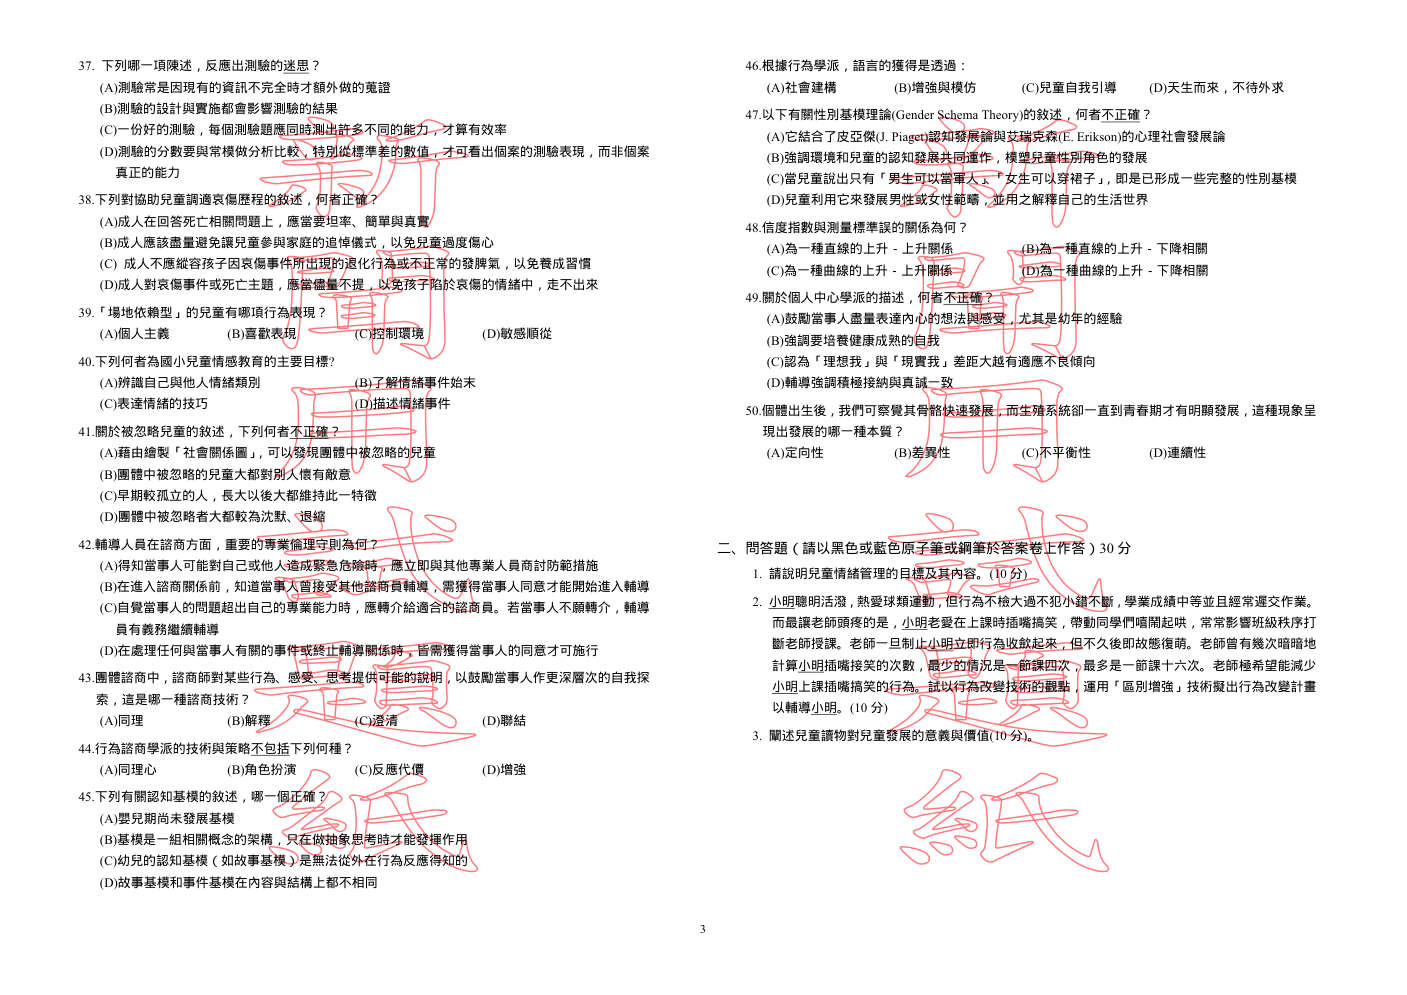 37. 下列哪一項陳述，反應出測驗的迷思？
(A)測驗常是因現有的資訊不完全時才額外做的蒐證
(B)測驗的設計與實施都會影響測驗的結果
(C)一份好的測驗，每個測驗題應同時測出許多不同的能力，才算有效率
(D)測驗的分數要與常模做分析比較，特別從標準差的數值，才可看出個案的測驗表現，而非個案
真正的能力
38.下列對協助兒童調適哀傷歷程的敘述，何者正確？
(A)成人在回答死亡相關問題上，應當要坦率、簡單與真實
(B)成人應該盡量避免讓兒童參與家庭的追悼儀式，以免兒童過度傷心
(C) 成人不應縱容孩子因哀傷事件所出現的退化行為或不正常的發脾氣，以免養成習慣
(D)成人對哀傷事件或死亡主題，應當儘量不提，以免孩子陷於哀傷的情緒中，走不出來
39.「場地依賴型」的兒童有哪項行為表現？
(A)個人主義 (B)喜歡表現 (C)控制環境 (D)敏感順從
40.下列何者為國小兒童情感教育的主要目標?
(A)辨識自己與他人情緒類別 (B)了解情緒事件始末
(C)表達情緒的技巧 (D)描述情緒事件
41.關於被忽略兒童的敘述，下列何者不正確？
(A)藉由繪製「社會關係圖」，可以發現團體中被忽略的兒童
(B)團體中被忽略的兒童大都對別人懷有敵意
(C)早期較孤立的人，長大以後大都維持此一特徵
(D)團體中被忽略者大都較為沈默、退縮
42.輔導人員在諮商方面，重要的專業倫理守則為何？
(A)得知當事人可能對自己或他人造成緊急危險時，應立即與其他專業人員商討防範措施
(B)在進入諮商關係前，知道當事人曾接受其他諮商員輔導，需獲得當事人同意才能開始進入輔導
(C)自覺當事人的問題超出自己的專業能力時，應轉介給適合的諮商員。若當事人不願轉介，輔導
員有義務繼續輔導
(D)在處理任何與當事人有關的事件或終止輔導關係時，皆需獲得當事人的同意才可施行
43.團體諮商中，諮商師對某些行為、感受、思考提供可能的說明，以鼓勵當事人作更深層次的自我探
索，這是哪一種諮商技術？
(A)同理 (B)解釋 (C)澄清 (D)聯結
44.行為諮商學派的技術與策略不包括下列何種？
(A)同理心 (B)角色扮演 (C)反應代價 (D)增強
45.下列有關認知基模的敘述，哪一個正確？
(A)嬰兒期尚未發展基模
(B)基模是一組相關概念的架構，只在做抽象思考時才能發揮作用
(C)幼兒的認知基模（如故事基模）是無法從外在行為反應得知的
(D)故事基模和事件基模在內容與結構上都不相同
46.根據行為學派，語言的獲得是透過：
(A)社會建構 (B)增強與模仿 (C)兒童自我引導 (D)天生而來，不待外求
47.以下有關性別基模理論(Gender Schema Theory)的敘述，何者不正確？
(A)它結合了皮亞傑(J. Piaget)認知發展論與艾瑞克森(E. Erikson)的心理社會發展論
(B)強調環境和兒童的認知發展共同運作，模塑兒童性別角色的發展
(C)當兒童說出只有「男生可以當軍人」、「女生可以穿裙子」，即是已形成一些完整的性別基模
(D)兒童利用它來發展男性或女性範疇，並用之解釋自己的生活世界
48.信度指數與測量標準誤的關係為何？
(A)為一種直線的上升－上升關係 (B)為一種直線的上升－下降相關
(C)為一種曲線的上升－上升關係 (D)為一種曲線的上升－下降相關
49.關於個人中心學派的描述，何者不正確？
(A)鼓勵當事人盡量表達內心的想法與感受，尤其是幼年的經驗
(B)強調要培養健康成熟的自我
(C)認為「理想我」與「現實我」差距大越有適應不良傾向
(D)輔導強調積極接納與真誠一致
50.個體出生後，我們可察覺其骨骼快速發展，而生殖系統卻一直到青春期才有明顯發展，這種現象呈
現出發展的哪一種本質？
(A)定向性 (B)差異性 (C)不平衡性 (D)連續性
二、問答題（請以黑色或藍色原子筆或鋼筆於答案卷上作答）30 分
1. 請說明兒童情緒管理的目標及其內容。(10 分)
2. 小明聰明活潑，熱愛球類運動，但行為不檢大過不犯小錯不斷，學業成績中等並且經常遲交作業。
而最讓老師頭疼的是，小明老愛在上課時插嘴搞笑，帶動同學們嘻鬧起哄，常常影響班級秩序打
斷老師授課。老師一旦制止小明立即行為收斂起來，但不久後即故態復萌。老師曾有幾次暗暗地
計算小明插嘴接笑的次數，最少的情況是一節課四次，最多是一節課十六次。老師極希望能減少
小明上課插嘴搞笑的行為。試以行為改變技術的觀點，運用「區別增強」技術擬出行為改變計畫
以輔導小明。(10 分)
3. 闡述兒童讀物對兒童發展的意義與價值(10 分)。
3